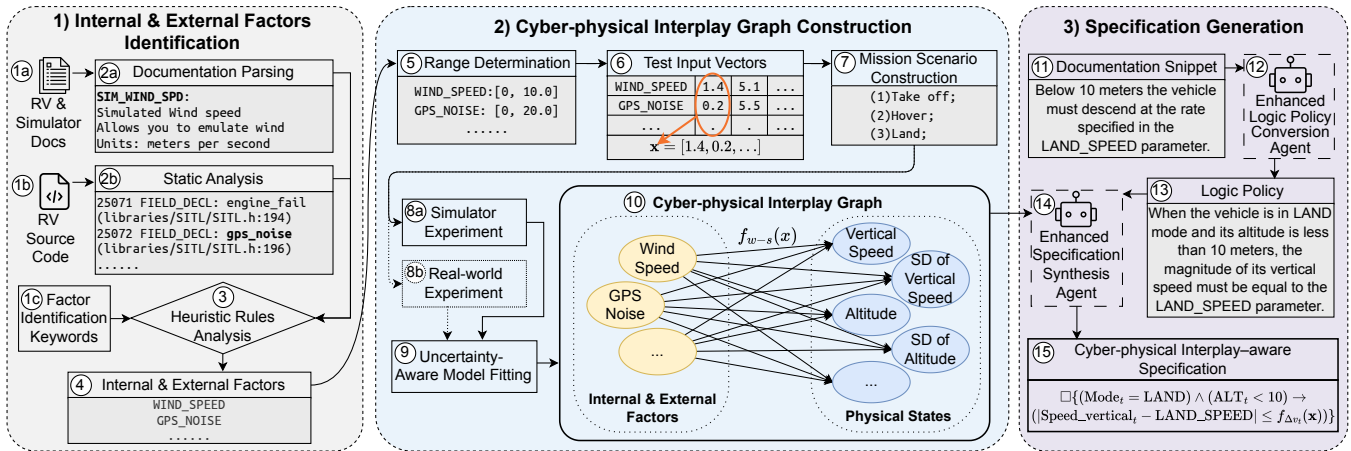 1) Internal & External Factors
Identification
1a
RV &
Simulator
Docs
2a
Documentation Parsing
SIM_WIND_SPD:
Simulated Wind speed
Allows you to emulate wind
Units: meters per second
1b
RV
Source
Code
2b
Static Analysis
25071 FIELD_DECL: engine_fail
(libraries/SITL/SITL.h:194)
25072 FIELD_DECL: gps_noise
(libraries/SITL/SITL.h:196)
......
1c
Factor
Identification
Keywords
3
Heuristic Rules
Analysis
4
Internal & External Factors
WIND_SPEED
GPS_NOISE
......
2) Cyber-physical Interplay Graph Construction
5
Range Determination
WIND_SPEED:[0, 10.0]
GPS_NOISE: [0, 20.0]
......
6
Test Input Vectors
WIND_SPEED 1.4 5.1 ...
GPS_NOISE 0.2 5.5 ...
... . . ...
x = [1.4, 0.2, . . .]
7
Mission Scenario
Construction
(1)Take off;
(2)Hover;
(3)Land;
8a
Simulator
Experiment
8b
Real-world
Experiment
9
Uncertainty-
Aware Model Fitting
10
Cyber-physical Interplay Graph
f_{w−s}(x)
Wind
Speed
GPS
Noise
...
Internal & External
Factors
Vertical
Speed
SD of
Vertical
Speed
Altitude
SD of
Altitude
...
Physical States
3) Specification Generation
11
Documentation Snippet
Below 10 meters the vehicle
must descend at the rate
specified in the
LAND_SPEED parameter.
12
Enhanced
Logic Policy
Conversion
Agent
13
Logic Policy
When the vehicle is in LAND
mode and its altitude is less
than 10 meters, the
magnitude of its vertical
speed must be equal to the
LAND_SPEED parameter.
14
Enhanced
Specification
Synthesis
Agent
15
Cyber-physical Interplay–aware
Specification
□{(Mode_t = LAND) ∧ (ALT_t < 10) →
(|Speed_vertical_t − LAND_SPEED| ≤ f_{Δv_t}(x))}